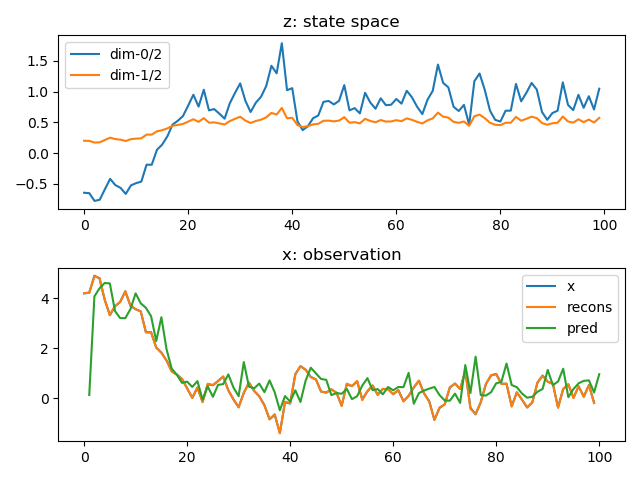 z: state space
dim-0/2
dim-1/2
1.5
1.0
0.5
0.0
−0.5
0 20 40 60 80 100
x: observation
x
recons
pred
4
2
0
0 20 40 60 80 100